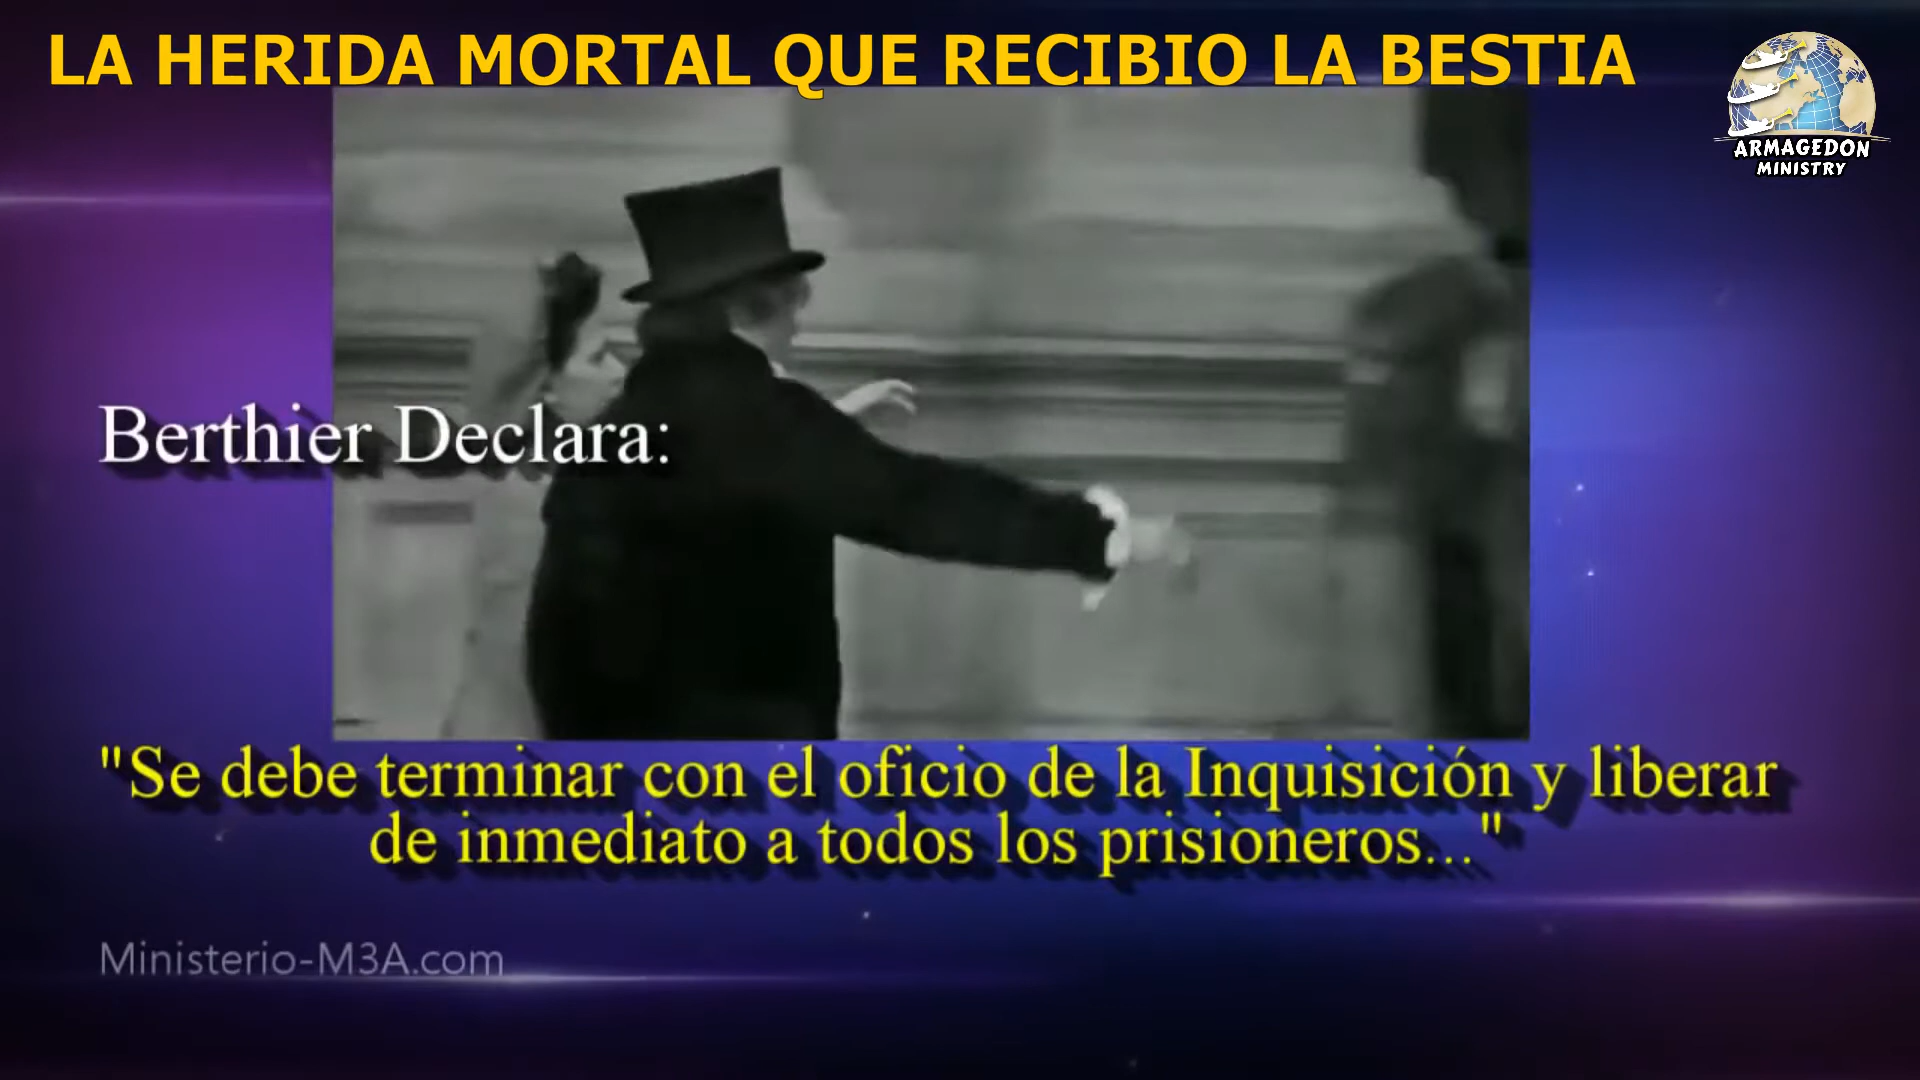 LA HERIDA MORTAL QUE RECIBIO LA BESTIA
ARMAGEDON
MINISTRY
Berthier Declara:
"Se debe terminar con el oficio de la Inquisición y liberar
de inmediato a todos los prisioneros..."
Ministerio-M3A.com